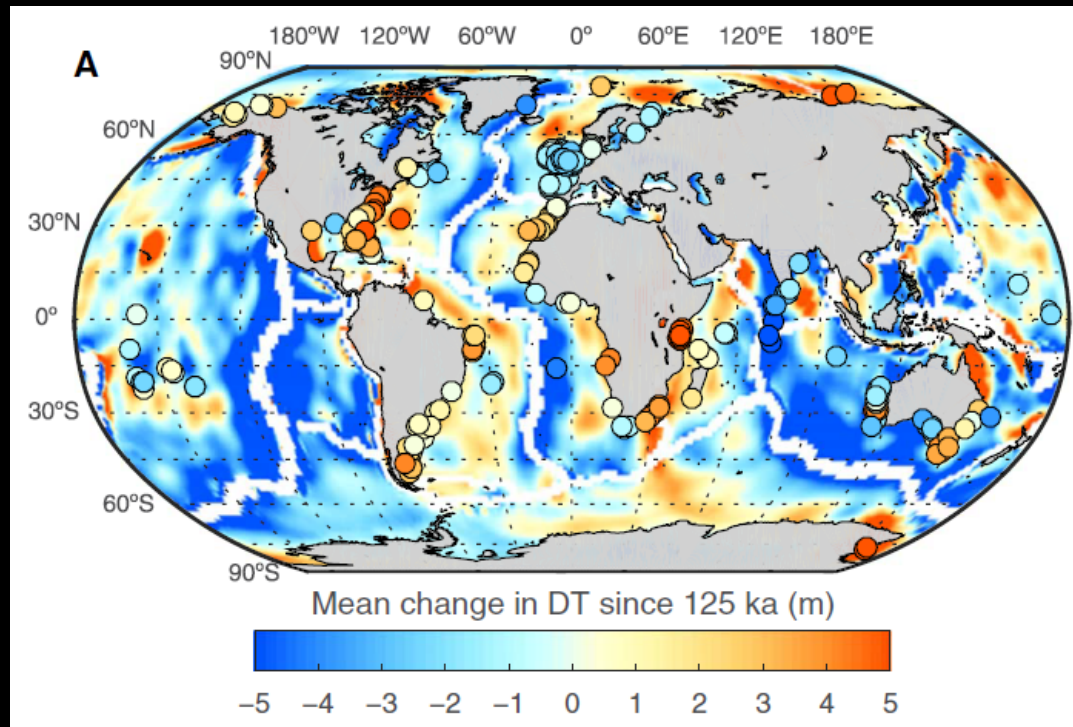 180ºW 120ºW 60ºW 0º 60ºE 120ºE 180ºE
A
90ºN
60ºN
30ºN
0º
30ºS
60ºS
90ºS
Mean change in DT since 125 ka (m)
−5 −4 −3 −2 −1 0 1 2 3 4 5